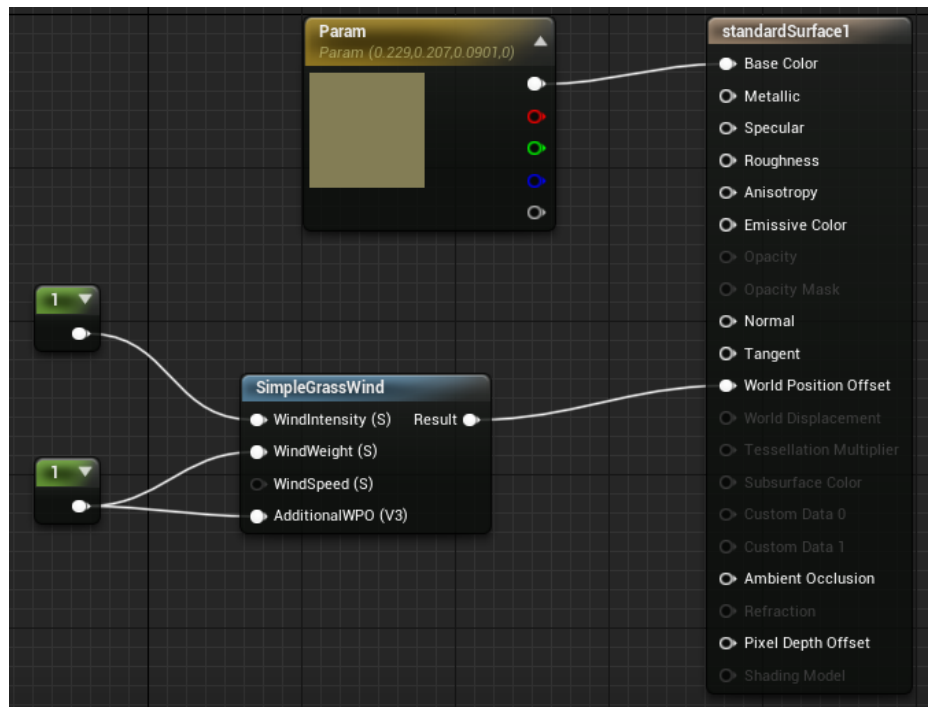 Param
Param (0.229,0.207,0.0901,0)
standardSurface1
Base Color
Metallic
Specular
Roughness
Anisotropy
Emissive Color
Opacity
Opacity Mask
Normal
Tangent
World Position Offset
World Displacement
Tessellation Multiplier
Subsurface Color
Custom Data 0
Custom Data 1
Ambient Occlusion
Refraction
Pixel Depth Offset
Shading Model
1
SimpleGrassWind
WindIntensity (S) Result
WindWeight (S)
WindSpeed (S)
AdditionalWPO (V3)
1